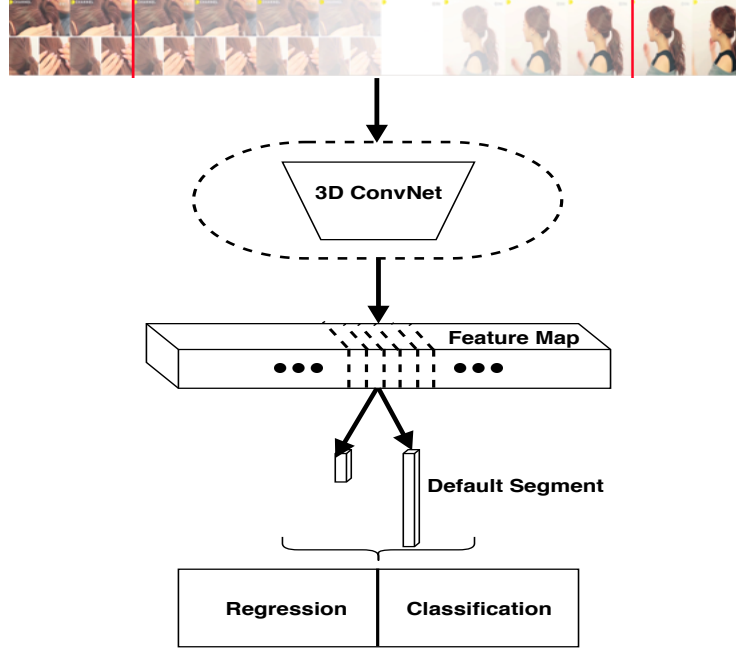 3D ConvNet
Feature Map
Default Segment
Regression
Classification